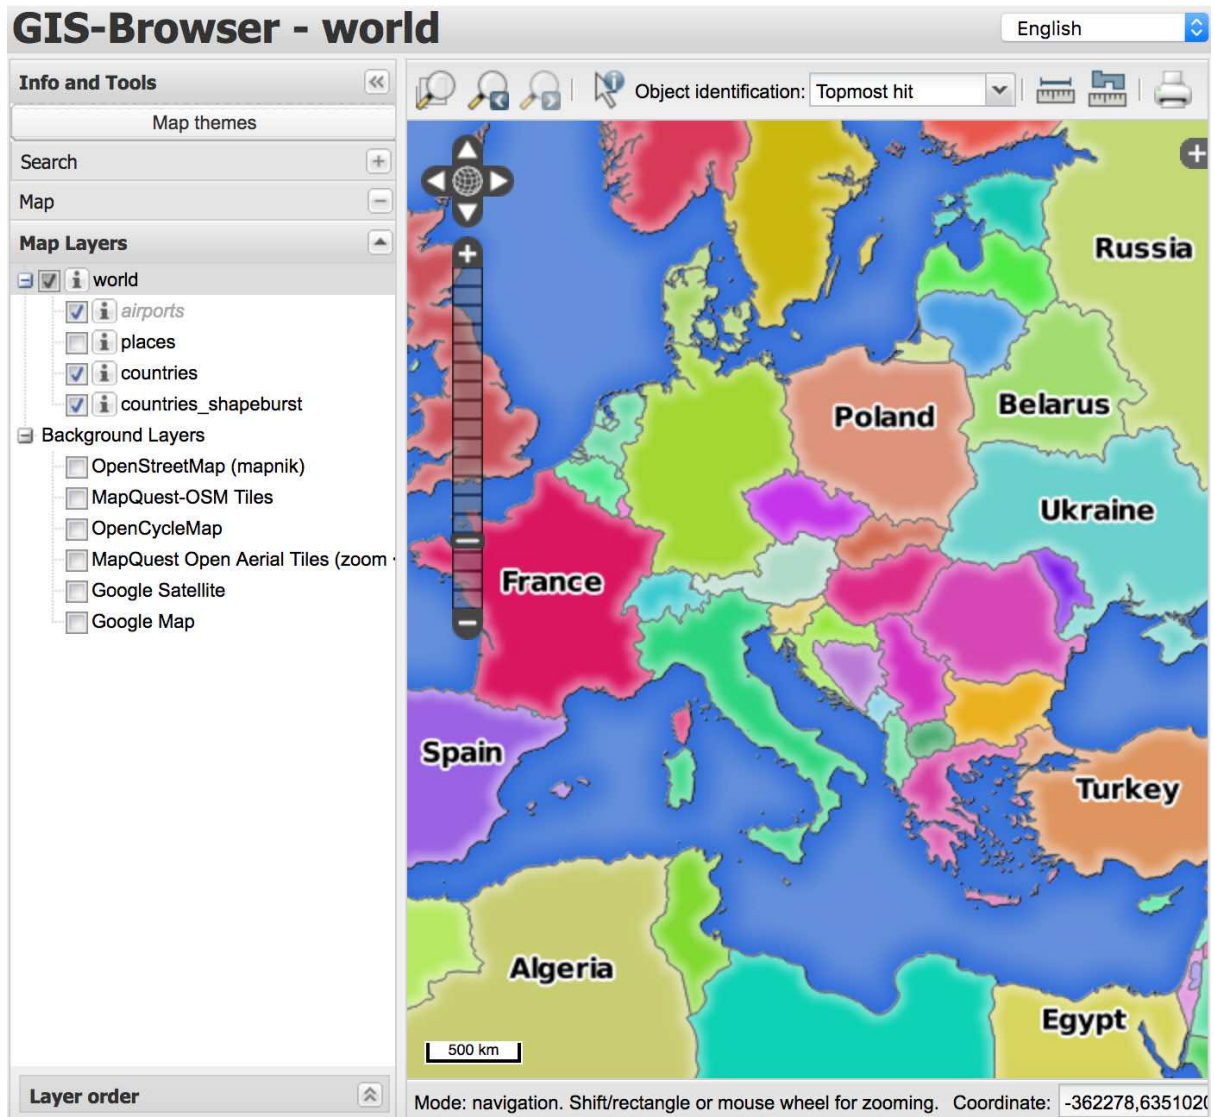 GIS-Browser - world
English
Info and Tools
Map themes
Search
Map
Map Layers
world
airports
places
countries
countries_shapeburst
Background Layers
OpenStreetMap (mapnik)
MapQuest-OSM Tiles
OpenCycleMap
MapQuest Open Aerial Tiles (zoom
Google Satellite
Google Map
Layer order
Object identification: Topmost hit
Russia
Belarus
Poland
Ukraine
France
Spain
Turkey
Algeria
Egypt
500 km
Mode: navigation. Shift/rectangle or mouse wheel for zooming. Coordinate: -362278,6351020